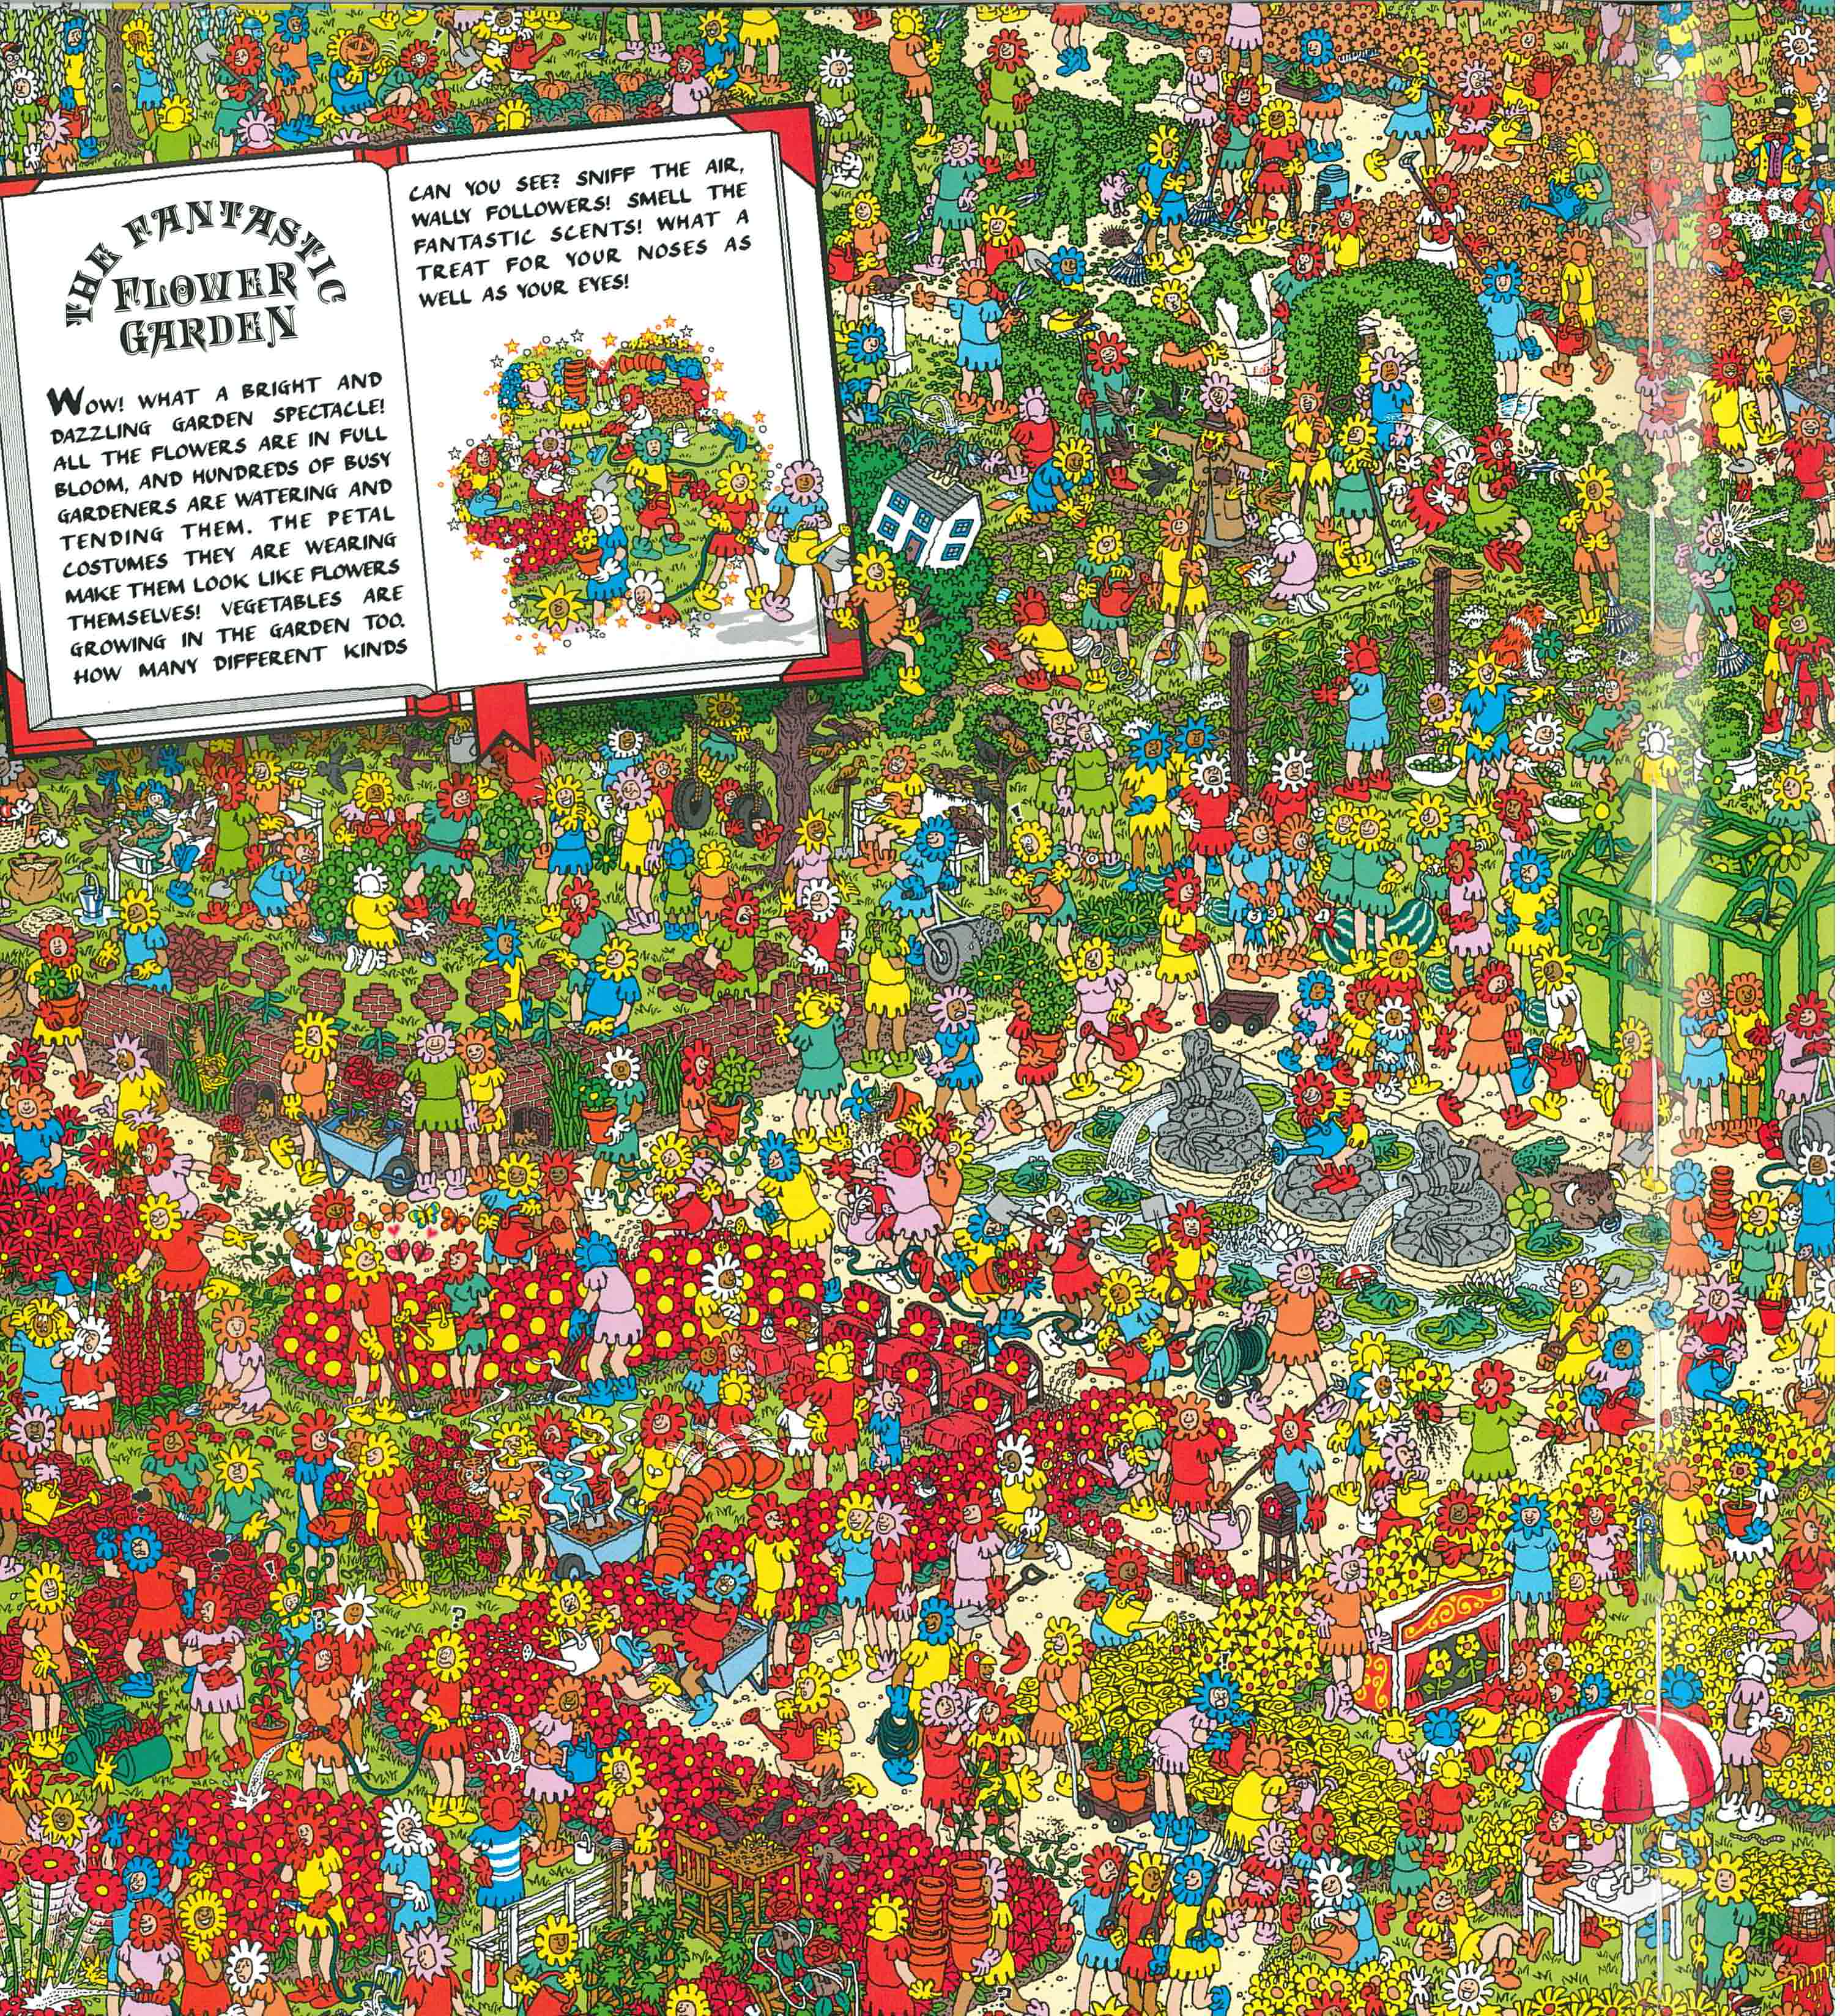 THE FANTASTIC
FLOWER
GARDEN
WOW! WHAT A BRIGHT AND
DAZZLING GARDEN SPECTACLE!
ALL THE FLOWERS ARE IN FULL
BLOOM, AND HUNDREDS OF BUSY
GARDENERS ARE WATERING AND
TENDING THEM. THE PETAL
COSTUMES THEY ARE WEARING
MAKE THEM LOOK LIKE FLOWERS
THEMSELVES! VEGETABLES ARE
GROWING IN THE GARDEN TOO.
HOW MANY DIFFERENT KINDS
CAN YOU SEE? SNIFF THE AIR,
WALLY FOLLOWERS! SMELL THE
FANTASTIC SCENTS! WHAT A
TREAT FOR YOUR NOSES AS
WELL AS YOUR EYES!